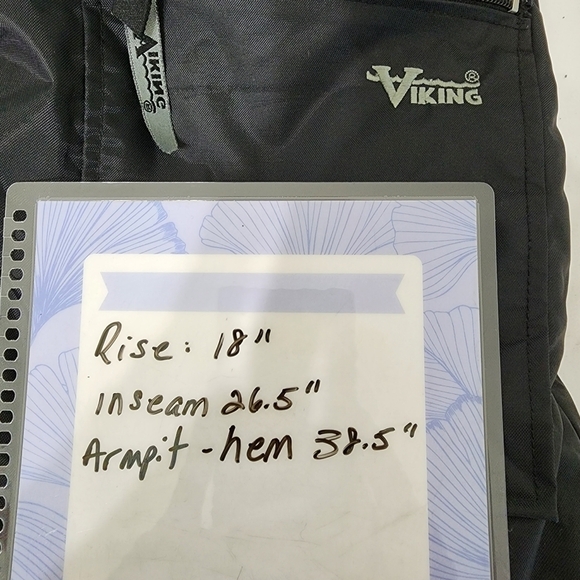 VIKING
VIKING ®
Rise: 18"
inseam 26.5"
Armpit - hem 38.5"